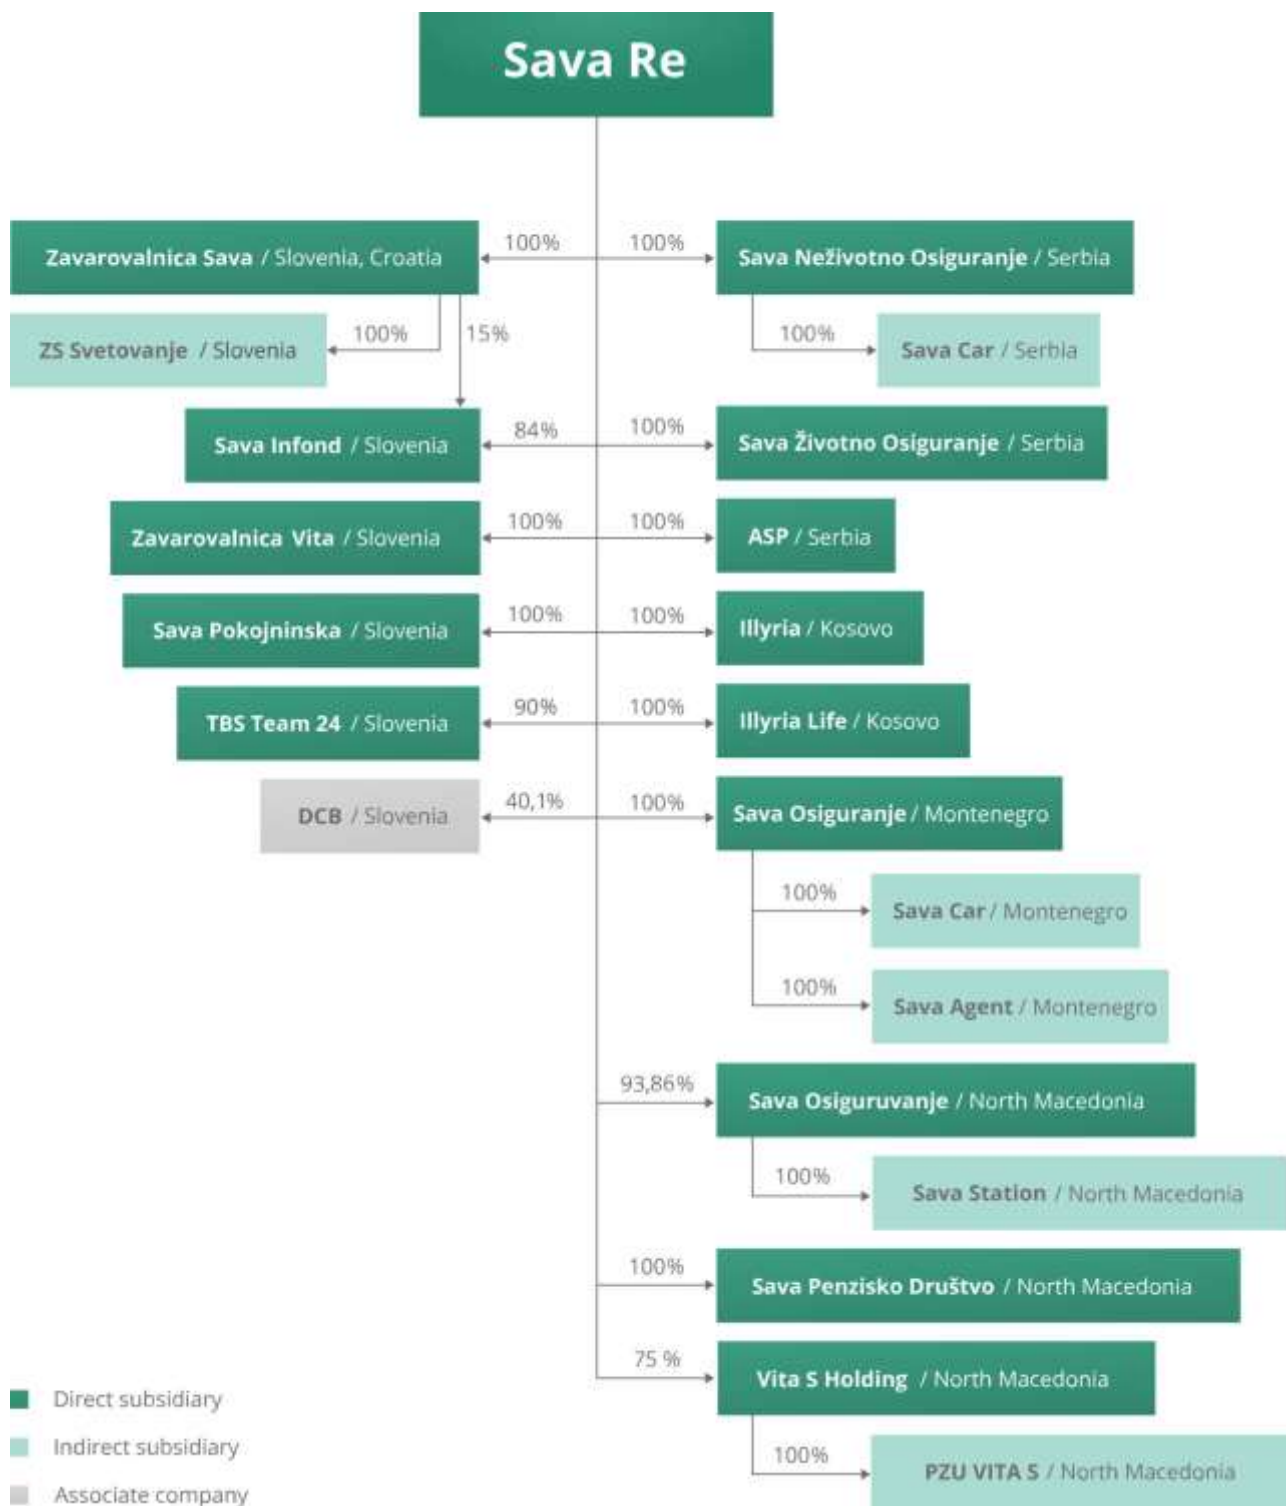 Sava Re
100%
100%
Zavarovalnica Sava / Slovenia, Croatia
Sava Neživotno Osiguranje / Serbia
100%
15%
100%
ZS Svetovanje / Slovenia
Sava Car / Serbia
84%
100%
Sava Infond / Slovenia
Sava Životno Osiguranje / Serbia
100%
100%
Zavarovalnica Vita / Slovenia
ASP / Serbia
100%
100%
Sava Pokojninska / Slovenia
Illyria / Kosovo
90%
100%
TBS Team 24 / Slovenia
Illyria Life / Kosovo
40,1%
100%
DCB / Slovenia
Sava Osiguranje / Montenegro
100%
Sava Car / Montenegro
100%
Sava Agent / Montenegro
93,86%
Sava Osiguruvanje / North Macedonia
100%
Sava Station / North Macedonia
100%
Sava Penzisko Društvo / North Macedonia
75 %
Vita S Holding / North Macedonia
100%
PZU VITA S / North Macedonia
Direct subsidiary
Indirect subsidiary
Associate company